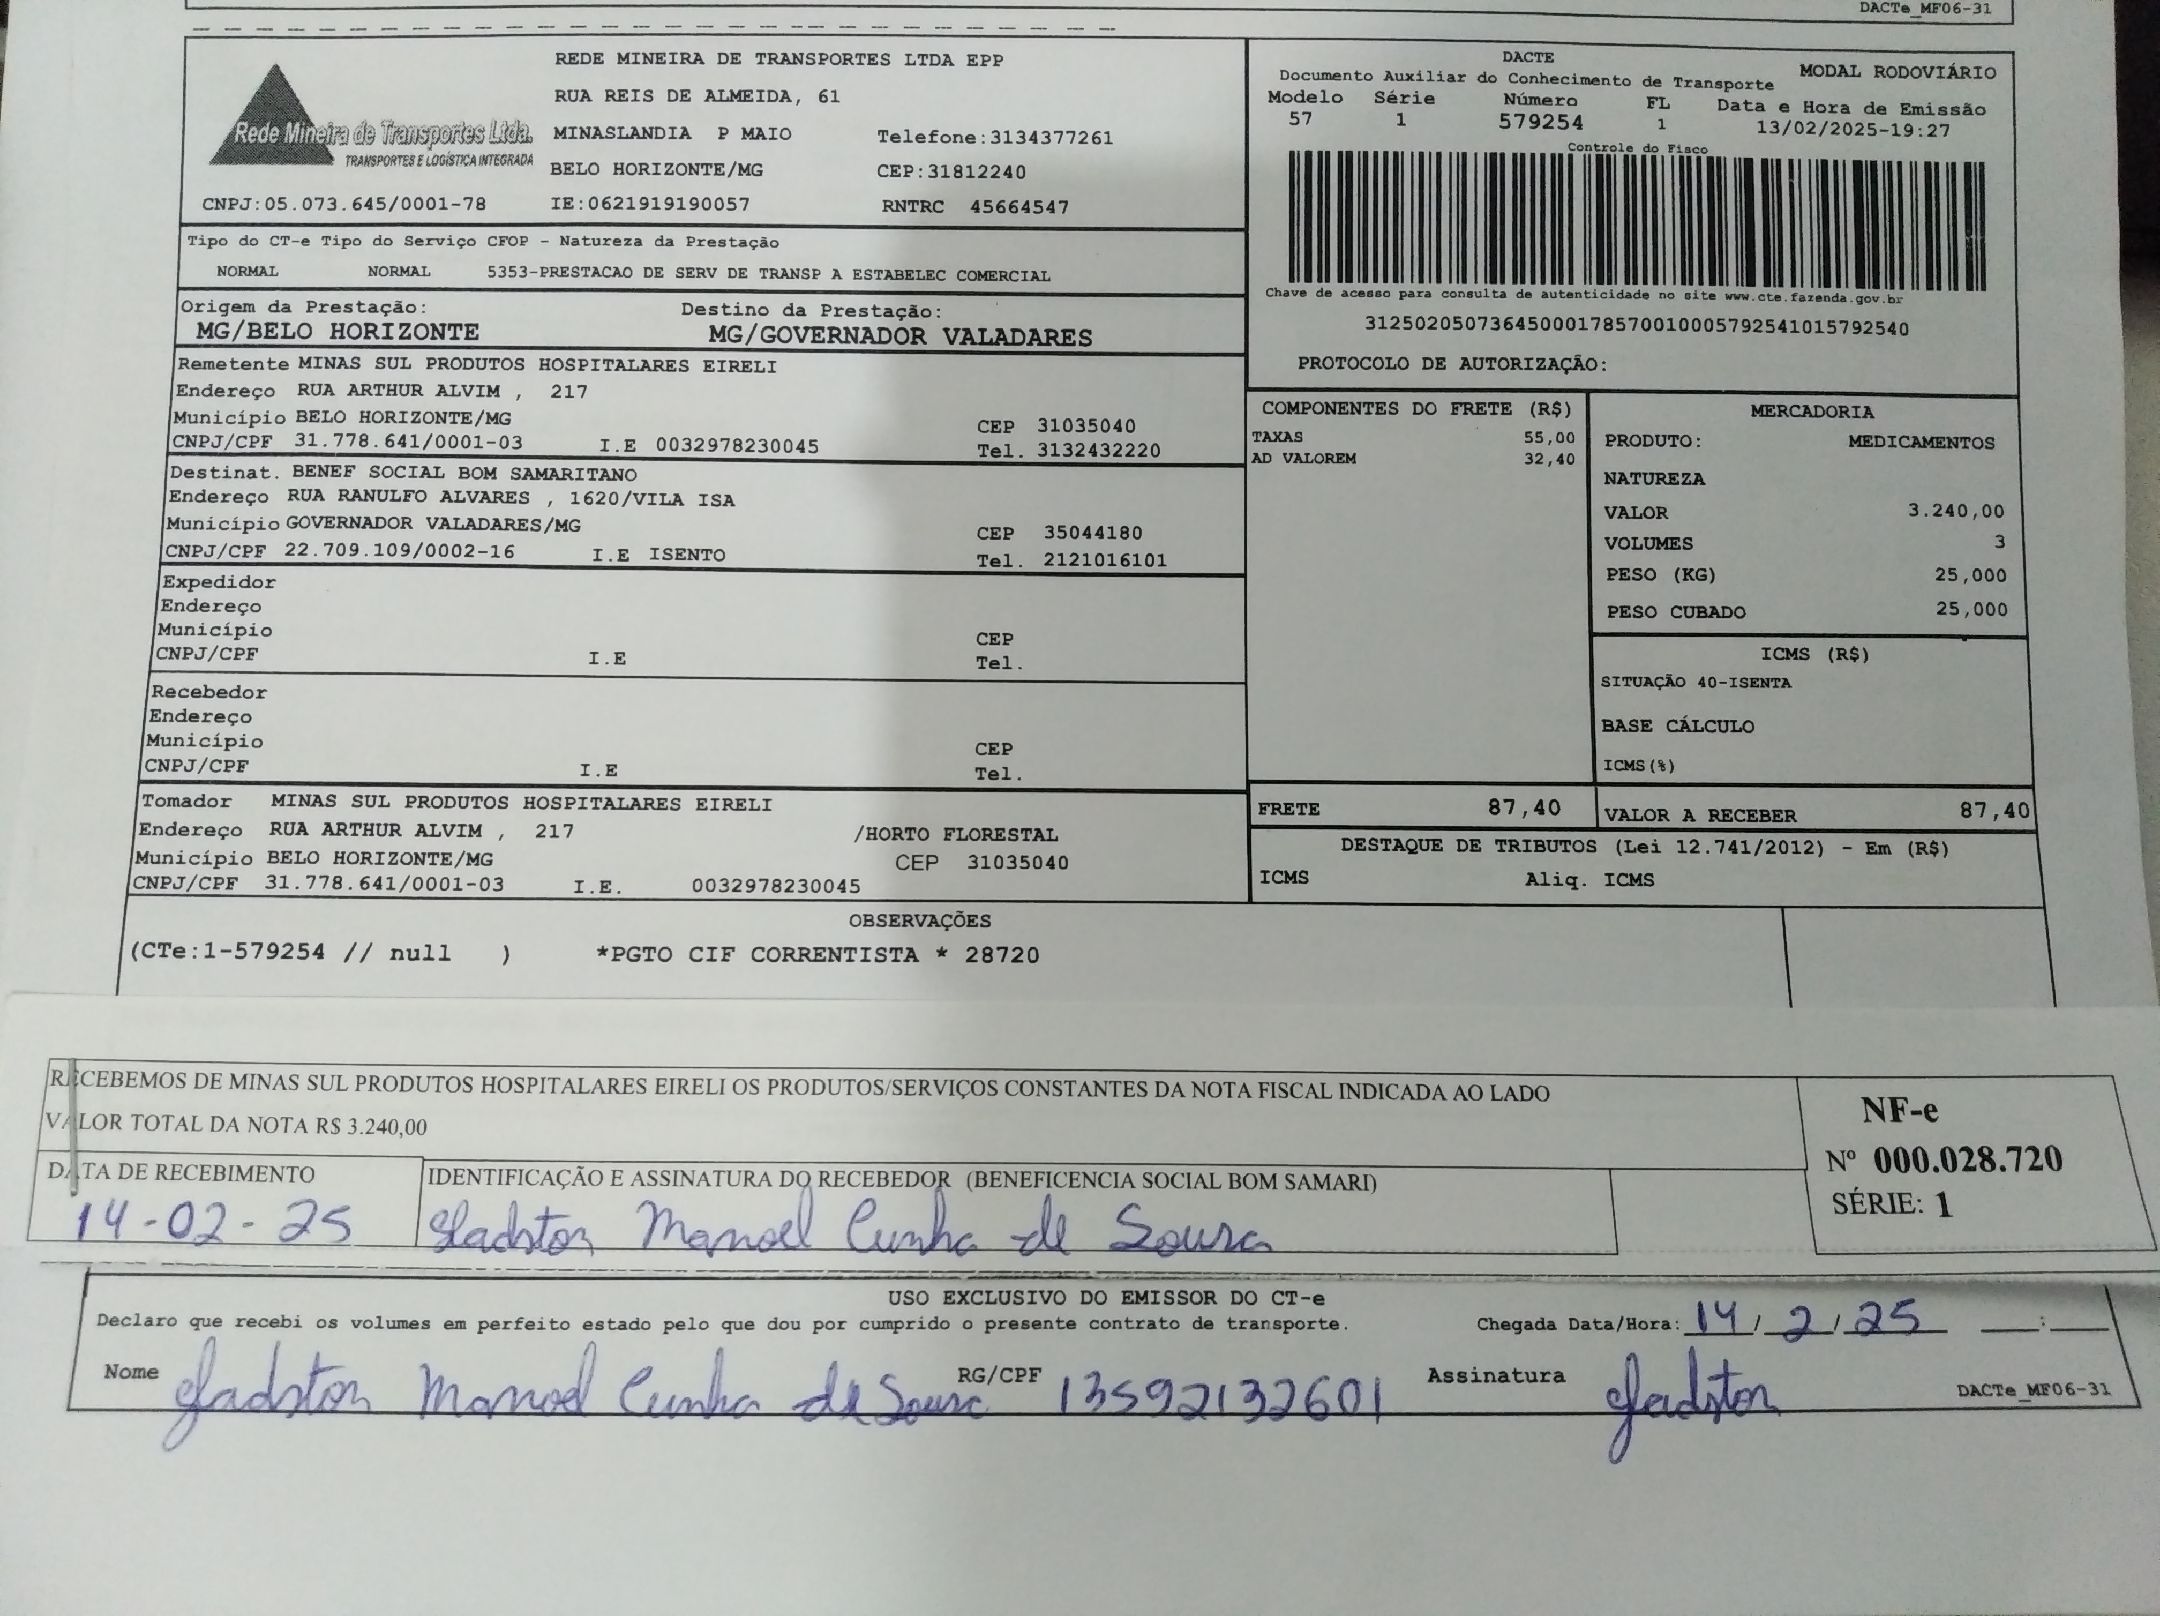 DACTe_MF06-31
Rede Mineira de Transportes Ltda.
TRANSPORTES E LOGÍSTICA INTEGRADA
REDE MINEIRA DE TRANSPORTES LTDA EPP
RUA REIS DE ALMEIDA, 61
MINASLANDIA P MAIO Telefone:3134377261
BELO HORIZONTE/MG CEP:31812240
CNPJ:05.073.645/0001-78 IE:0621919190057 RNTRC 45664547
DACTE
Documento Auxiliar do Conhecimento de Transporte MODAL RODOVIÁRIO
Modelo Série Número FL Data e Hora de Emissão
57 1 579254 1 13/02/2025-19:27
Controle do Fisco
Chave de acesso para consulta de autenticidade no site www.cte.fazenda.gov.br
31250205073645000178570010005792541015792540
PROTOCOLO DE AUTORIZAÇÃO:
Tipo do CT-e Tipo do Serviço CFOP - Natureza da Prestação
NORMAL NORMAL 5353-PRESTACAO DE SERV DE TRANSP A ESTABELEC COMERCIAL
Origem da Prestação: Destino da Prestação:
MG/BELO HORIZONTE MG/GOVERNADOR VALADARES
Remetente MINAS SUL PRODUTOS HOSPITALARES EIRELI
Endereço RUA ARTHUR ALVIM , 217
Município BELO HORIZONTE/MG CEP 31035040
CNPJ/CPF 31.778.641/0001-03 I.E 0032978230045 Tel. 3132432220
Destinat. BENEF SOCIAL BOM SAMARITANO
Endereço RUA RANULFO ALVARES , 1620/VILA ISA
Município GOVERNADOR VALADARES/MG CEP 35044180
CNPJ/CPF 22.709.109/0002-16 I.E ISENTO Tel. 2121016101
Expedidor
Endereço
Município CEP
CNPJ/CPF I.E Tel.
Recebedor
Endereço
Município CEP
CNPJ/CPF I.E Tel.
Tomador MINAS SUL PRODUTOS HOSPITALARES EIRELI
Endereço RUA ARTHUR ALVIM , 217 /HORTO FLORESTAL
Município BELO HORIZONTE/MG CEP 31035040
CNPJ/CPF 31.778.641/0001-03 I.E. 0032978230045
COMPONENTES DO FRETE (R$)
TAXAS 55,00
AD VALOREM 32,40
MERCADORIA
PRODUTO: MEDICAMENTOS
NATUREZA
VALOR 3.240,00
VOLUMES 3
PESO (KG) 25,000
PESO CUBADO 25,000
ICMS (R$)
SITUAÇÃO 40-ISENTA
BASE CÁLCULO
ICMS(%)
FRETE 87,40 VALOR A RECEBER 87,40
DESTAQUE DE TRIBUTOS (Lei 12.741/2012) - Em (R$)
ICMS Aliq. ICMS
OBSERVAÇÕES
(CTe:1-579254 // null ) *PGTO CIF CORRENTISTA * 28720
RECEBEMOS DE MINAS SUL PRODUTOS HOSPITALARES EIRELI OS PRODUTOS/SERVIÇOS CONSTANTES DA NOTA FISCAL INDICADA AO LADO
VALOR TOTAL DA NOTA R$ 3.240,00
DATA DE RECEBIMENTO IDENTIFICAÇÃO E ASSINATURA DO RECEBEDOR (BENEFICENCIA SOCIAL BOM SAMARI)
14-02-25 Gladston Manoel Cunha de Souza
NF-e
Nº 000.028.720
SÉRIE: 1
USO EXCLUSIVO DO EMISSOR DO CT-e
Declaro que recebi os volumes em perfeito estado pelo que dou por cumprido o presente contrato de transporte. Chegada Data/Hora: 14/2/25 __:__
Nome Gladston Manoel Cunha de Souza RG/CPF 13592132601 Assinatura Gladston
DACTe_MF06-31